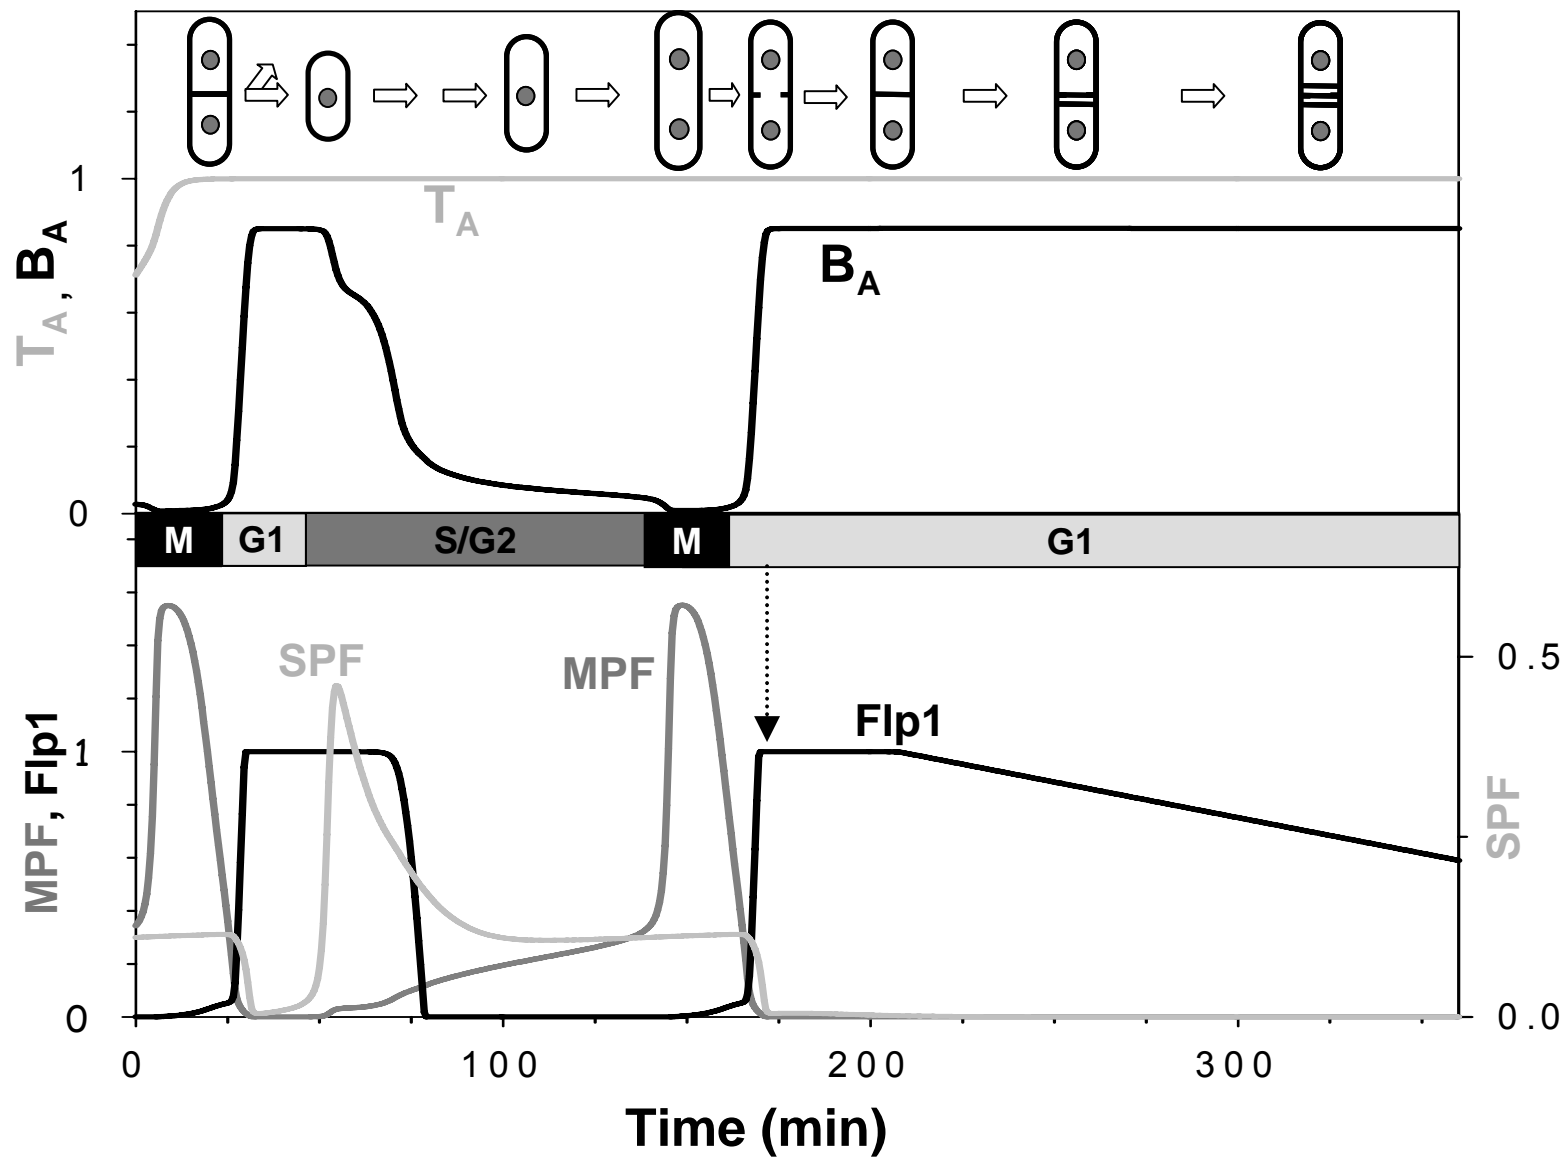 1
T_A
B_A
T_A, B_A
0
M G1 S/G2 M G1
SPF
MPF
Flp1
0.5
1
MPF, Flp1
SPF
0
0.0
0 100 200 300
Time (min)